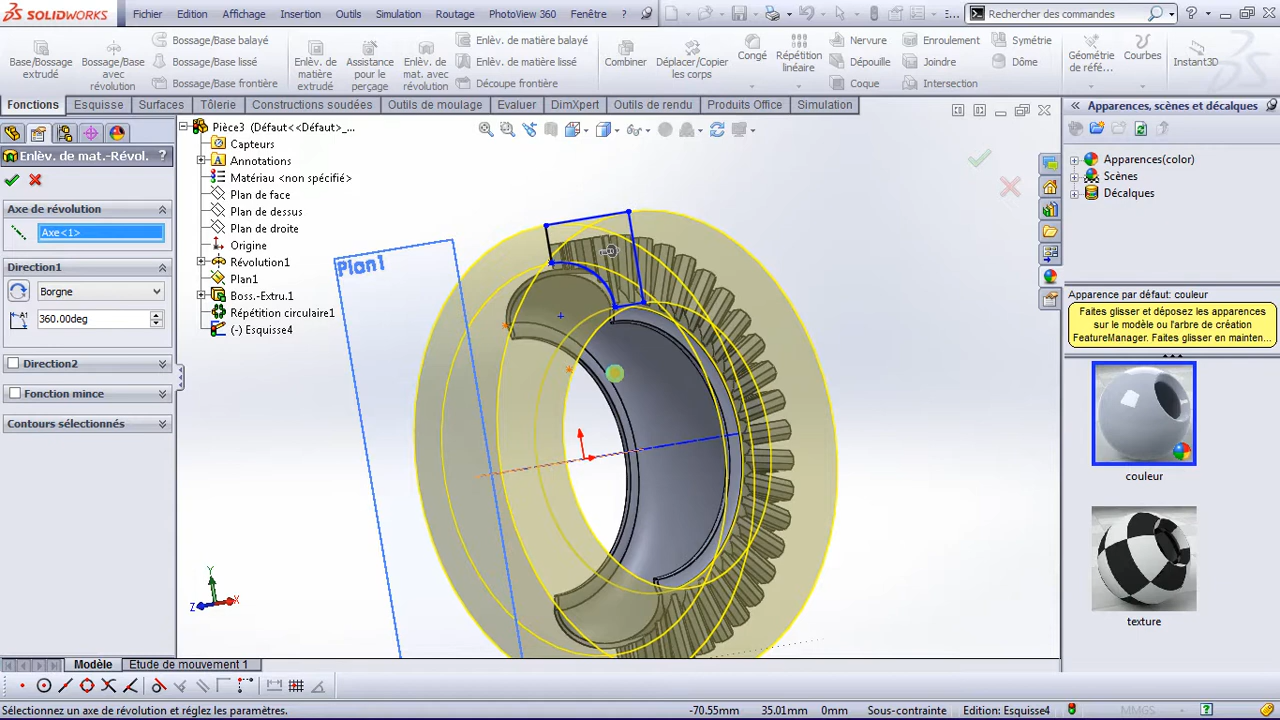 SOLIDWORKS
Fichier Edition Affichage Insertion Outils Simulation Routage PhotoView 360 Fenêtre ?
E...
Rechercher des commandes
?
Base/Bossage extrudé
avec révolution
Bossage/Base balayé
Bossage/Base lissé
Bossage/Base frontière
Enlèv. de matière extrudé
Assistance pour le perçage
Enlèv. de mat. avec révolution
Enlèv. de matière balayé
Enlèv. de matière lissé
Découpe frontière
Combiner
Déplacer/Copier les corps
Congé
Répétition linéaire
Nervure
Dépouille
Coque
Enroulement
Joindre
Intersection
Symétrie
Dôme
Géométrie de réfé...
Courbes
Instant3D
Fonctions Esquisse Surfaces Tôlerie Constructions soudées Outils de moulage Evaluer DimXpert Outils de rendu Produits Office Simulation
Enlèv. de mat.-Révol. ?
Axe de révolution
Axe<1>
Direction1
Borgne
360.00deg
Direction2
Fonction mince
Contours sélectionnés
Pièce3 (Défaut<<Défaut>_...
Capteurs
Annotations
Matériau <non spécifié>
Plan de face
Plan de dessus
Plan de droite
Origine
Révolution1
Plan1
Boss.-Extru.1
Répétition circulaire1
(-) Esquisse4
Plan1
Y
Z
X
Apparences, scènes et décalques
Apparences(color)
Scènes
Décalques
Apparence par défaut: couleur
Faites glisser et déposez les apparences
sur le modèle ou l'arbre de création
FeatureManager. Faites glisser en mainten...
couleur
texture
Modèle Etude de mouvement 1
Sélectionnez un axe de révolution et réglez les paramètres.
-70.55mm 35.01mm 0mm Sous-contrainte Edition: Esquisse4 MMGS ?